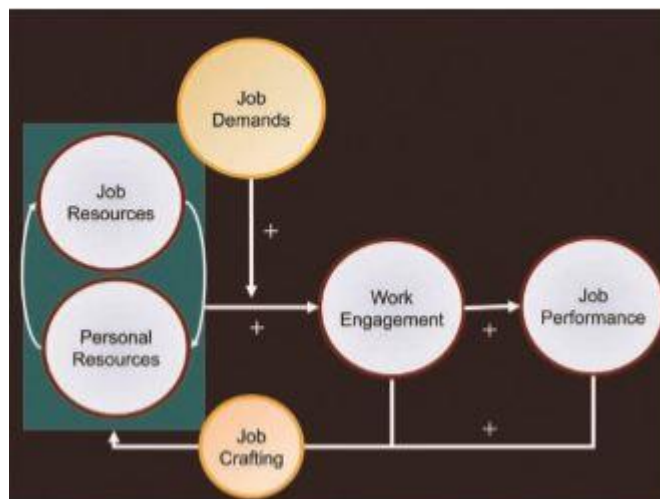 Job
Demands
Job
Resources
+
Personal
Resources
+
Work
Engagement
+
Job
Performance
Job
Crafting
+